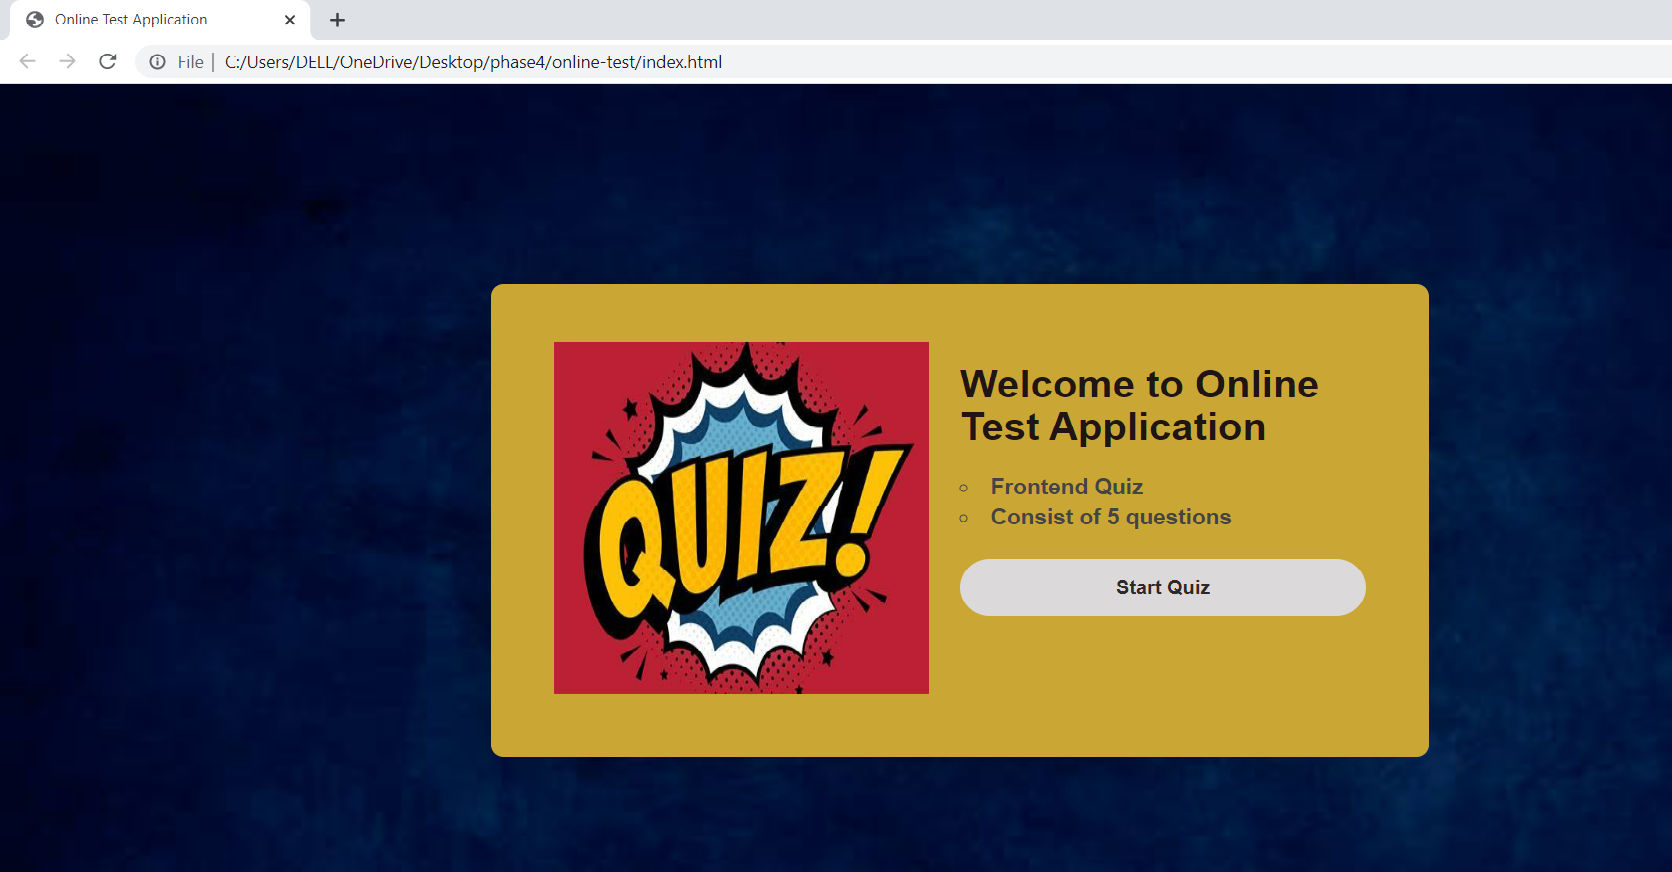 Online Test Application
File | C:/Users/DELL/OneDrive/Desktop/phase4/online-test/index.html
QUIZ!
Welcome to Online
Test Application
Frontend Quiz
Consist of 5 questions
Start Quiz